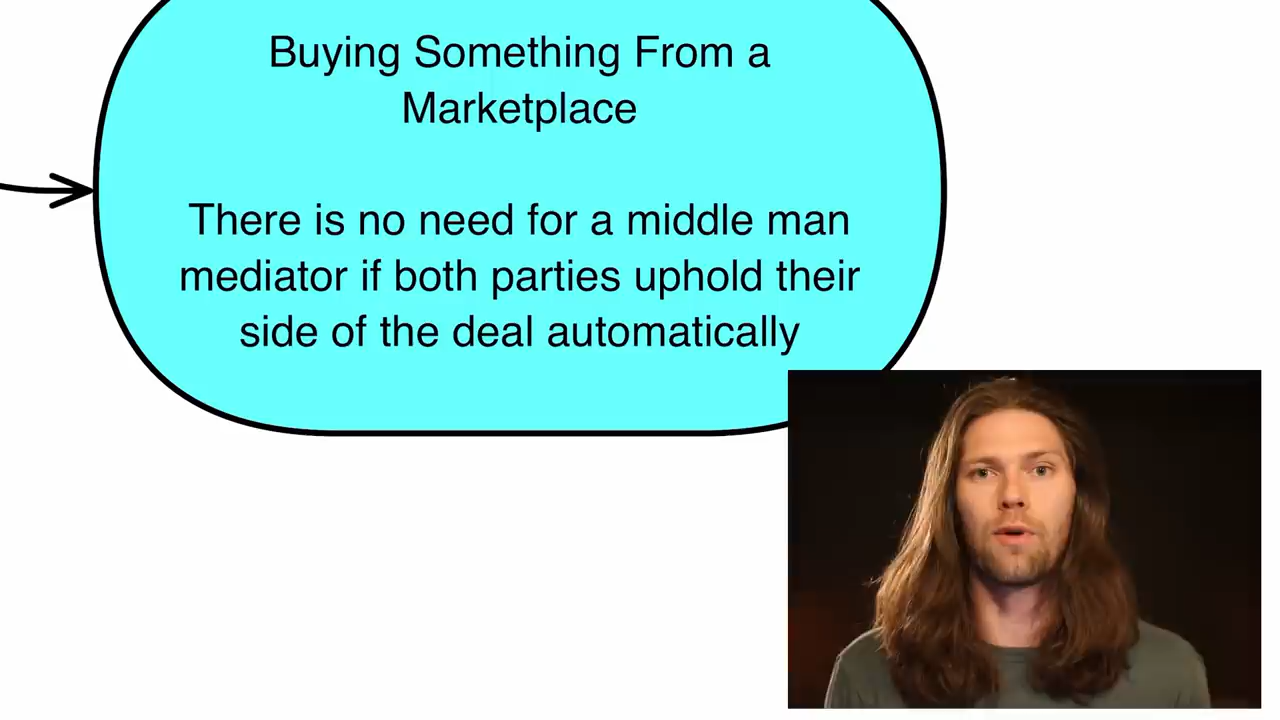 Buying Something From a
Marketplace
There is no need for a middle man
mediator if both parties uphold their
side of the deal automatically